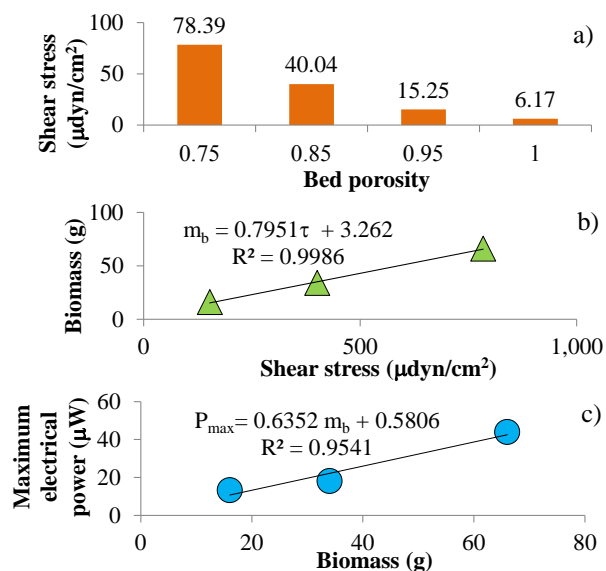 a)
Shear stress
(μdyn/cm²)
100
50
0
78.39
40.04
15.25
6.17
0.75 0.85 0.95 1
Bed porosity
b)
Biomass (g)
100
50
0
m_b = 0.7951τ + 3.262
R² = 0.9986
0 500 1,000
Shear stress (μdyn/cm²)
c)
Maximum
electrical
power (μW)
60
40
20
0
P_max= 0.6352 m_b + 0.5806
R² = 0.9541
0 20 40 60 80
Biomass (g)